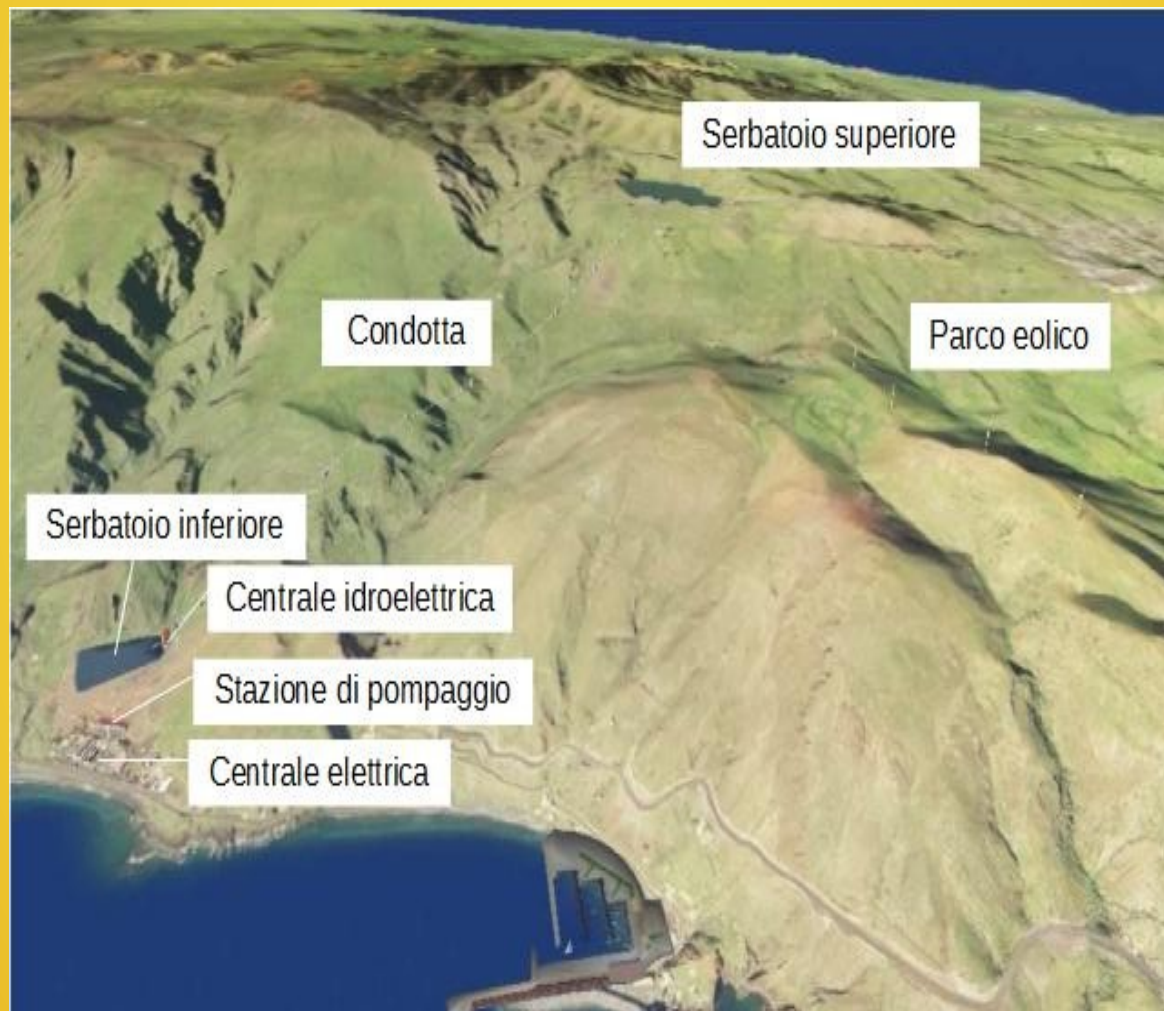 Serbatoio superiore
Condotta
Parco eolico
Serbatoio inferiore
Centrale idroelettrica
Stazione di pompaggio
Centrale elettrica